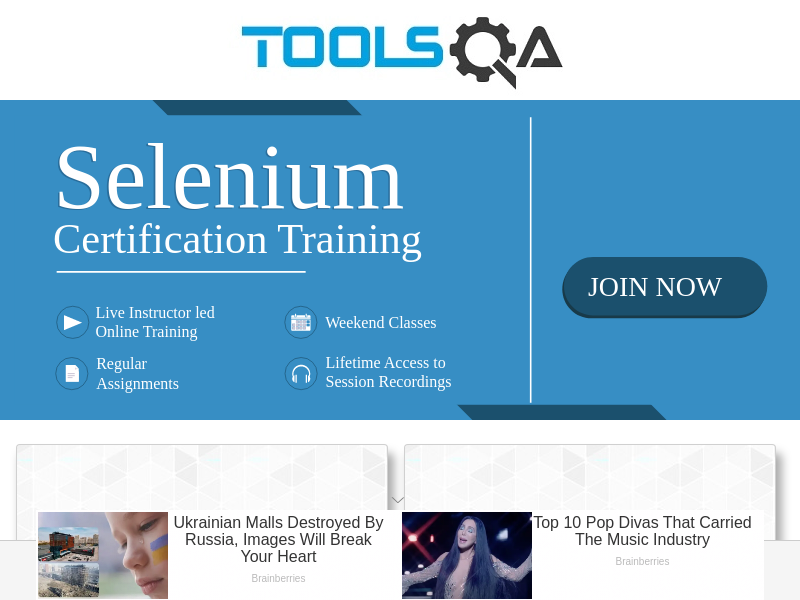 TOOLSQA
Selenium
Certification Training
JOIN NOW
Live Instructor led
Online Training
Weekend Classes
Regular
Assignments
Lifetime Access to
Session Recordings
Ukrainian Malls Destroyed By
Russia, Images Will Break
Your Heart
Brainberries
Top 10 Pop Divas That Carried
The Music Industry
Brainberries